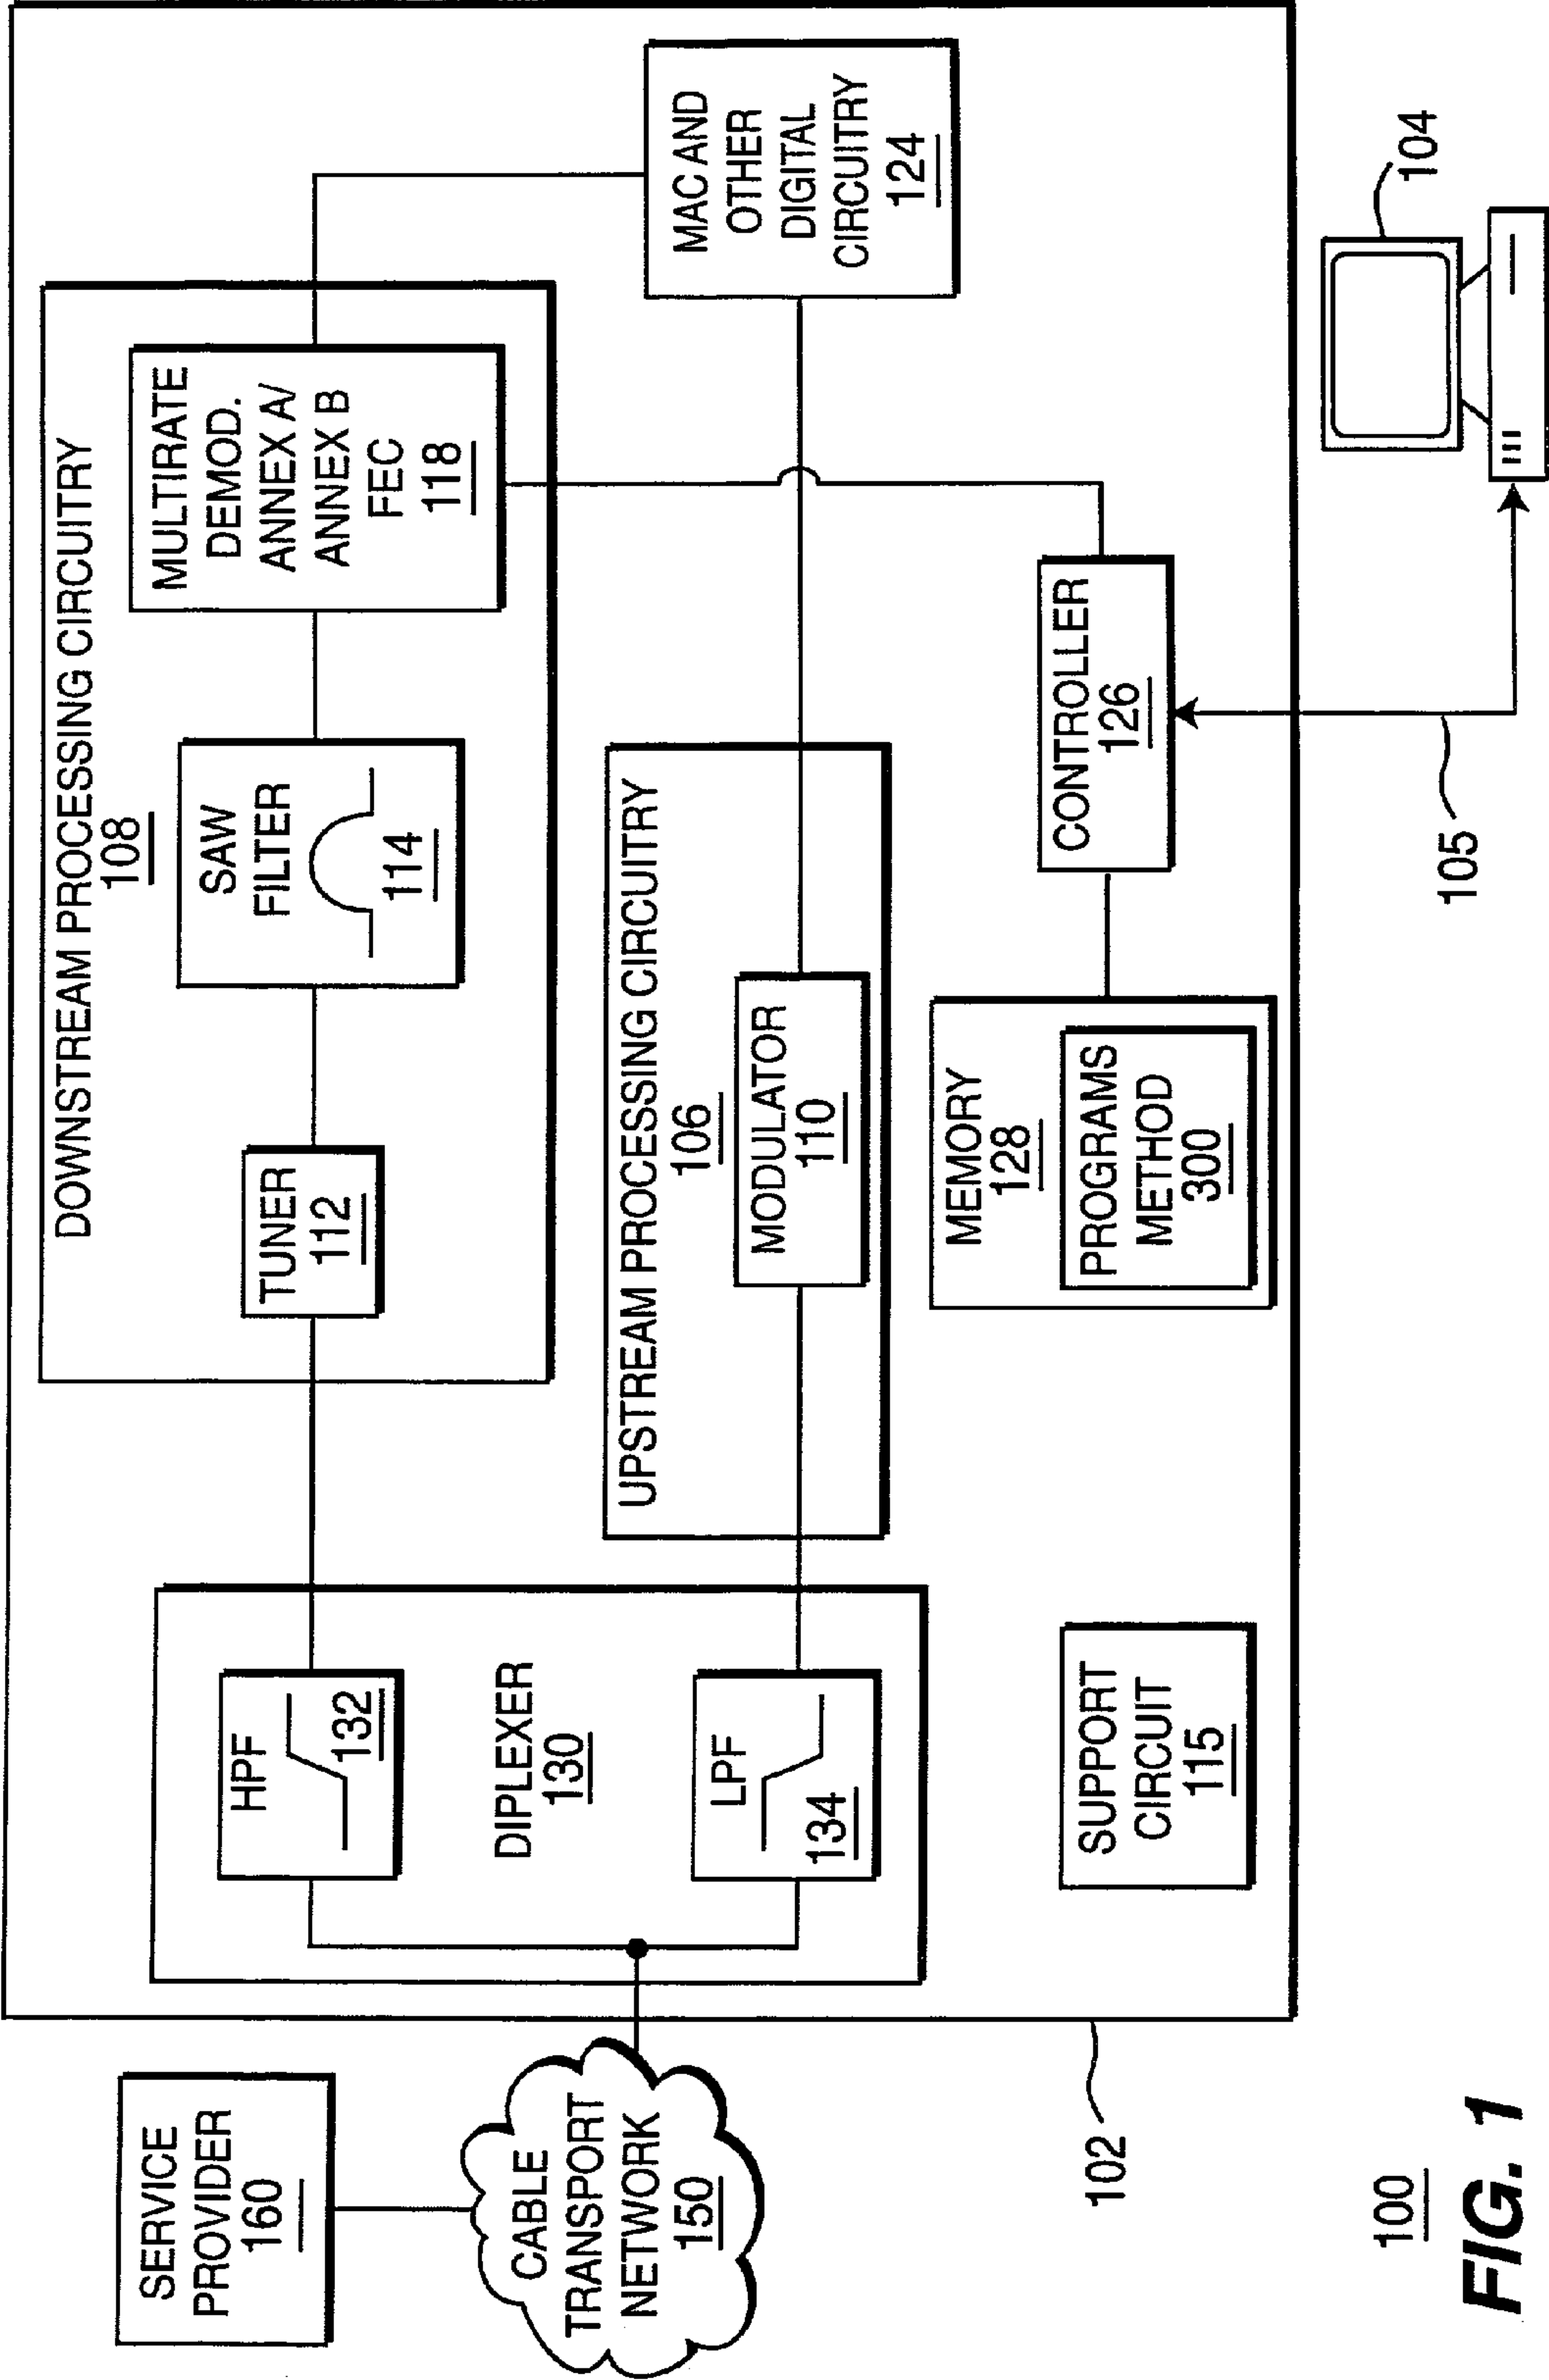 SERVICE
PROVIDER
160
CABLE
TRANSPORT
NETWORK
150
HPF
132
DIPLEXER
130
LPF
134
DOWNSTREAM PROCESSING CIRCUITRY
108
TUNER
112
SAW
FILTER
114
MULTIRATE
DEMOD.
ANNEX A/
ANNEX B
FEC
118
UPSTREAM PROCESSING CIRCUITRY
106
MODULATOR
110
MAC AND
OTHER
DIGITAL
CIRCUITRY
124
SUPPORT
CIRCUIT
115
MEMORY
128
PROGRAMS
METHOD
300
CONTROLLER
126
102
105
104
100
FIG. 1